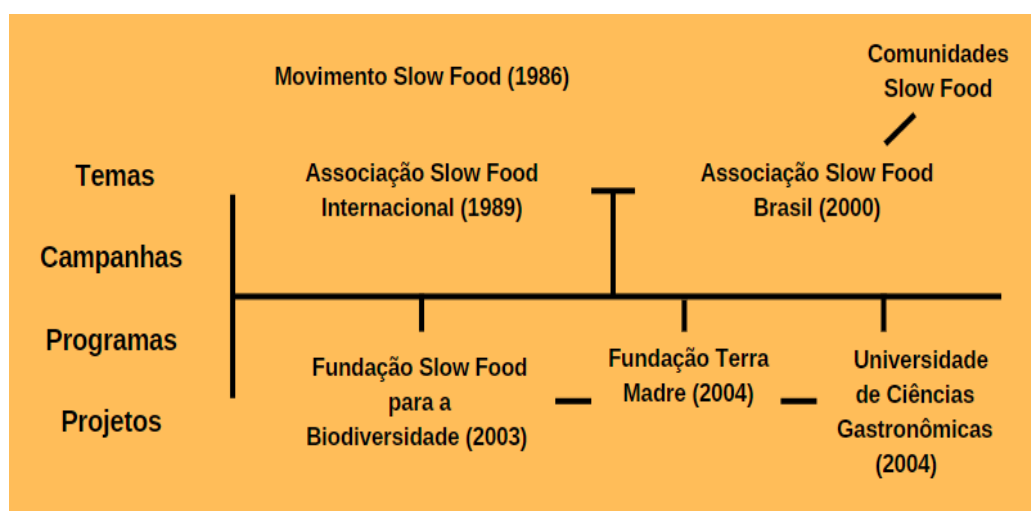 Comunidades
Slow Food
Movimento Slow Food (1986)
Temas
Associação Slow Food
Internacional (1989)
Associação Slow Food
Brasil (2000)
Campanhas
Programas
Projetos
Fundação Slow Food
para a
Biodiversidade (2003)
Fundação Terra
Madre (2004)
Universidade
de Ciências
Gastronômicas
(2004)